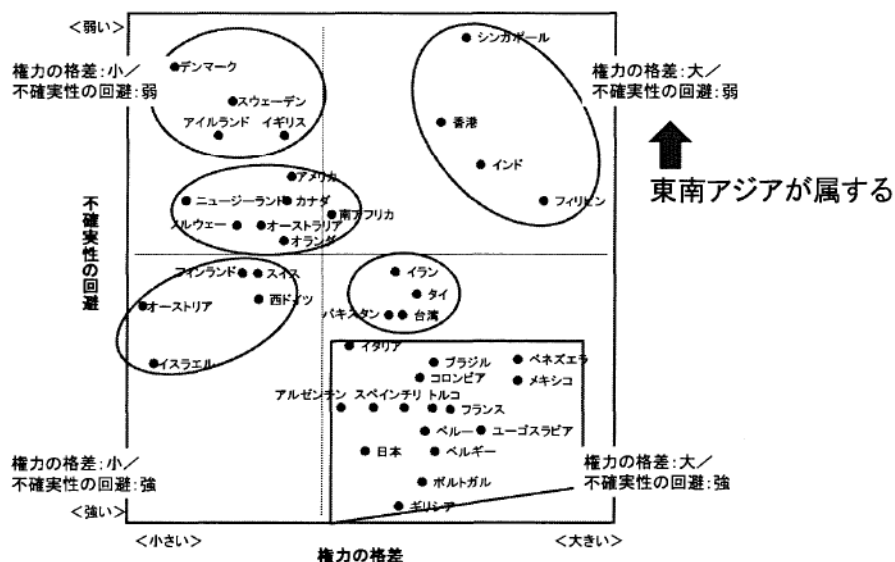 <弱い>
シンガポール
デンマーク
権力の格差:小/
不確実性の回避:弱
権力の格差:大/
不確実性の回避:弱
スウェーデン
アイルランド
イギリス
香港
インド
東南アジアが属する
アメリカ
ニュージーランド
カナダ
フィリピン
南アフリカ
ノルウェー
オーストラリア
オランダ
不確実性の回避
フィンランド
スイス
イラン
西ドイツ
タイ
オーストリア
パキスタン
台湾
イタリア
イスラエル
ブラジル
ベネズエラ
コロンビア
メキシコ
アルゼンチン
スペイン
チリ
トルコ
フランス
ペルー
ユーゴスラビア
日本
ベルギー
権力の格差:小/
不確実性の回避:強
権力の格差:大/
不確実性の回避:強
ポルトガル
ギリシア
<強い>
<小さい>
権力の格差
<大きい>